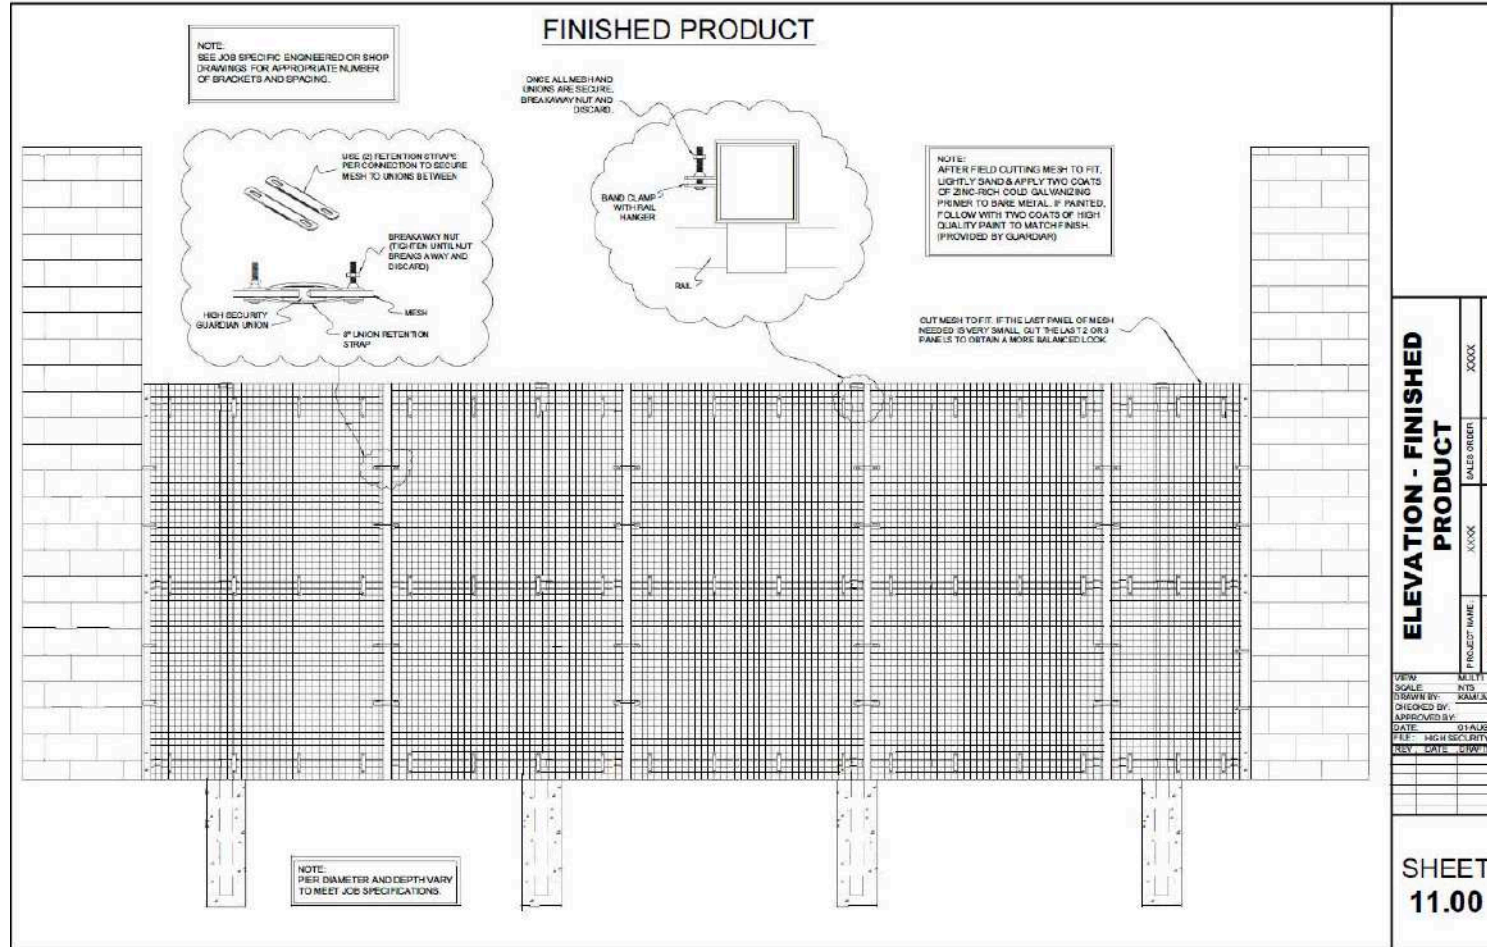 FINISHED PRODUCT
NOTE:
SEE JOB SPECIFIC ENGINEERED OR SHOP
DRAWINGS FOR APPROPRIATE NUMBER
OF BRACKETS AND SPACING.
ONCE ALL MESH AND
UNIONS ARE SECURE,
BREAKAWAY NUT AND
DISCARD.
USE (2) RETENTION STRAPS
PER CONNECTION TO SECURE
MESH TO UNIONS BETWEEN
BREAKAWAY NUT
(TIGHTEN UNTIL NUT
BREAKS AWAY AND
DISCARD)
HIGH SECURITY
GUARDIAN UNION
MESH
8" UNION RETENTION
STRAP
BAND CLAMP
WITH RAIL
HANGER
RAIL
NOTE:
AFTER FIELD CUTTING MESH TO FIT,
LIGHTLY SAND & APPLY TWO COATS
OF ZINC-RICH COLD GALVANIZING
PRIMER TO BARE METAL. IF PAINTED,
FOLLOW WITH TWO COATS OF HIGH
QUALITY PAINT TO MATCH FINISH.
(PROVIDED BY GUARDIAR)
CUT MESH TO FIT. IF THE LAST PANEL OF MESH
NEEDED IS VERY SMALL, CUT THE LAST 2 OR 3
PANELS TO OBTAIN A MORE BALANCED LOOK.
NOTE:
PIER DIAMETER AND DEPTH VARY
TO MEET JOB SPECIFICATIONS.
ELEVATION - FINISHED
PRODUCT
PROJECT NAME:
XXXX
SALES ORDER
XXXX
VIEW: MULTI
SCALE: NTS
DRAWN BY:
CHECKED BY:
APPROVED BY:
DATE: 01-AUG
FILE: HIGH SECURITY
REV. DATE
SHEET
11.00